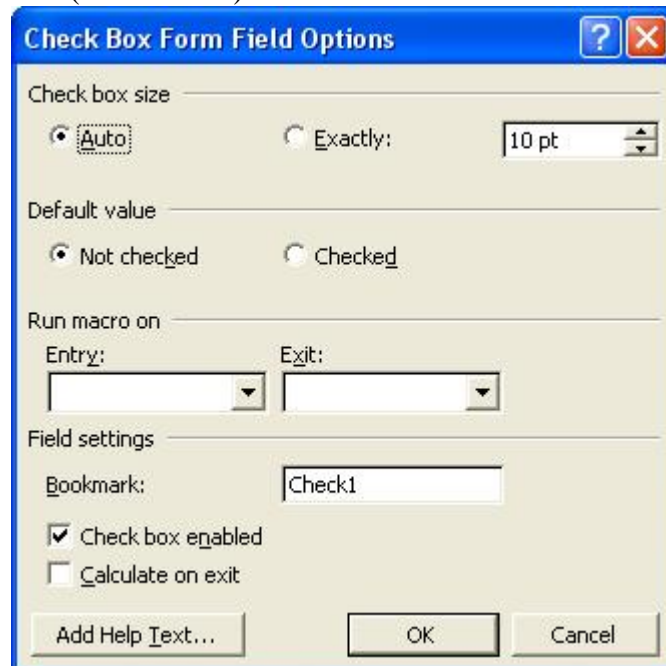 Check Box Form Field Options
Check box size
Auto Exactly: 10 pt
Default value
Not checked Checked
Run macro on
Entry: Exit:
Field settings
Bookmark: Check1
Check box enabled
Calculate on exit
Add Help Text... OK Cancel